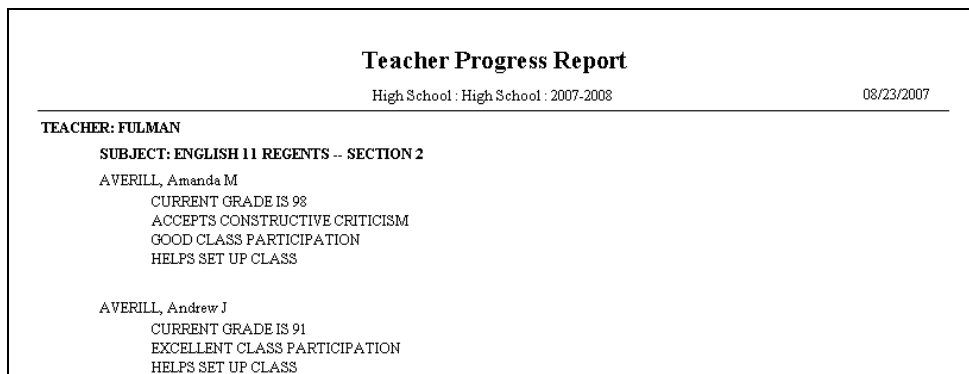 Teacher Progress Report
High School : High School : 2007-2008
08/23/2007
TEACHER: FULMAN
SUBJECT: ENGLISH 11 REGENTS -- SECTION 2
AVERILL, Amanda M
CURRENT GRADE IS 98
ACCEPTS CONSTRUCTIVE CRITICISM
GOOD CLASS PARTICIPATION
HELPS SET UP CLASS
AVERILL, Andrew J
CURRENT GRADE IS 91
EXCELLENT CLASS PARTICIPATION
HELPS SET UP CLASS